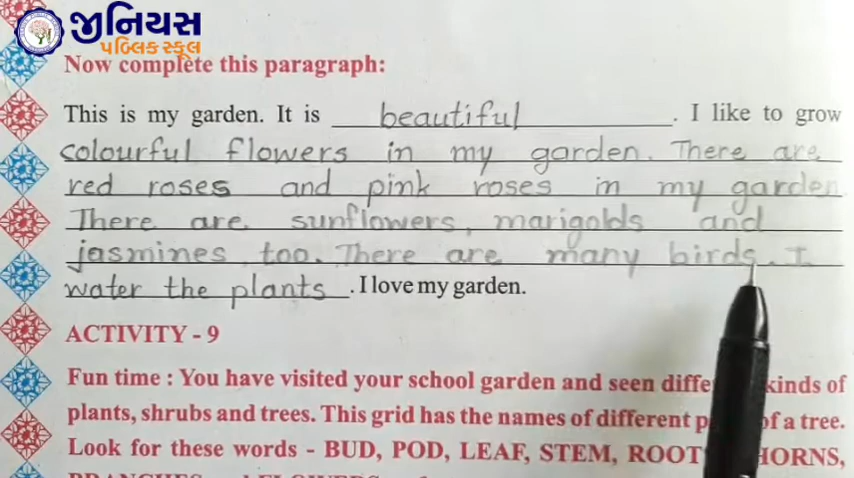 જીનિયસ
પબ્લિક સ્કૂલ
Now complete this paragraph:
This is my garden. It is beautiful. I like to grow
colourful flowers in my garden. There are
red roses and pink roses in my garden
There are sunflowers, marigolds and
jasmines too. There are many birds. I
water the plants. I love my garden.
ACTIVITY - 9
Fun time : You have visited your school garden and seen kinds of
plants, shrubs and trees. This grid has the names of different of a tree.
Look for these words - BUD, POD, LEAF, STEM, ROOT